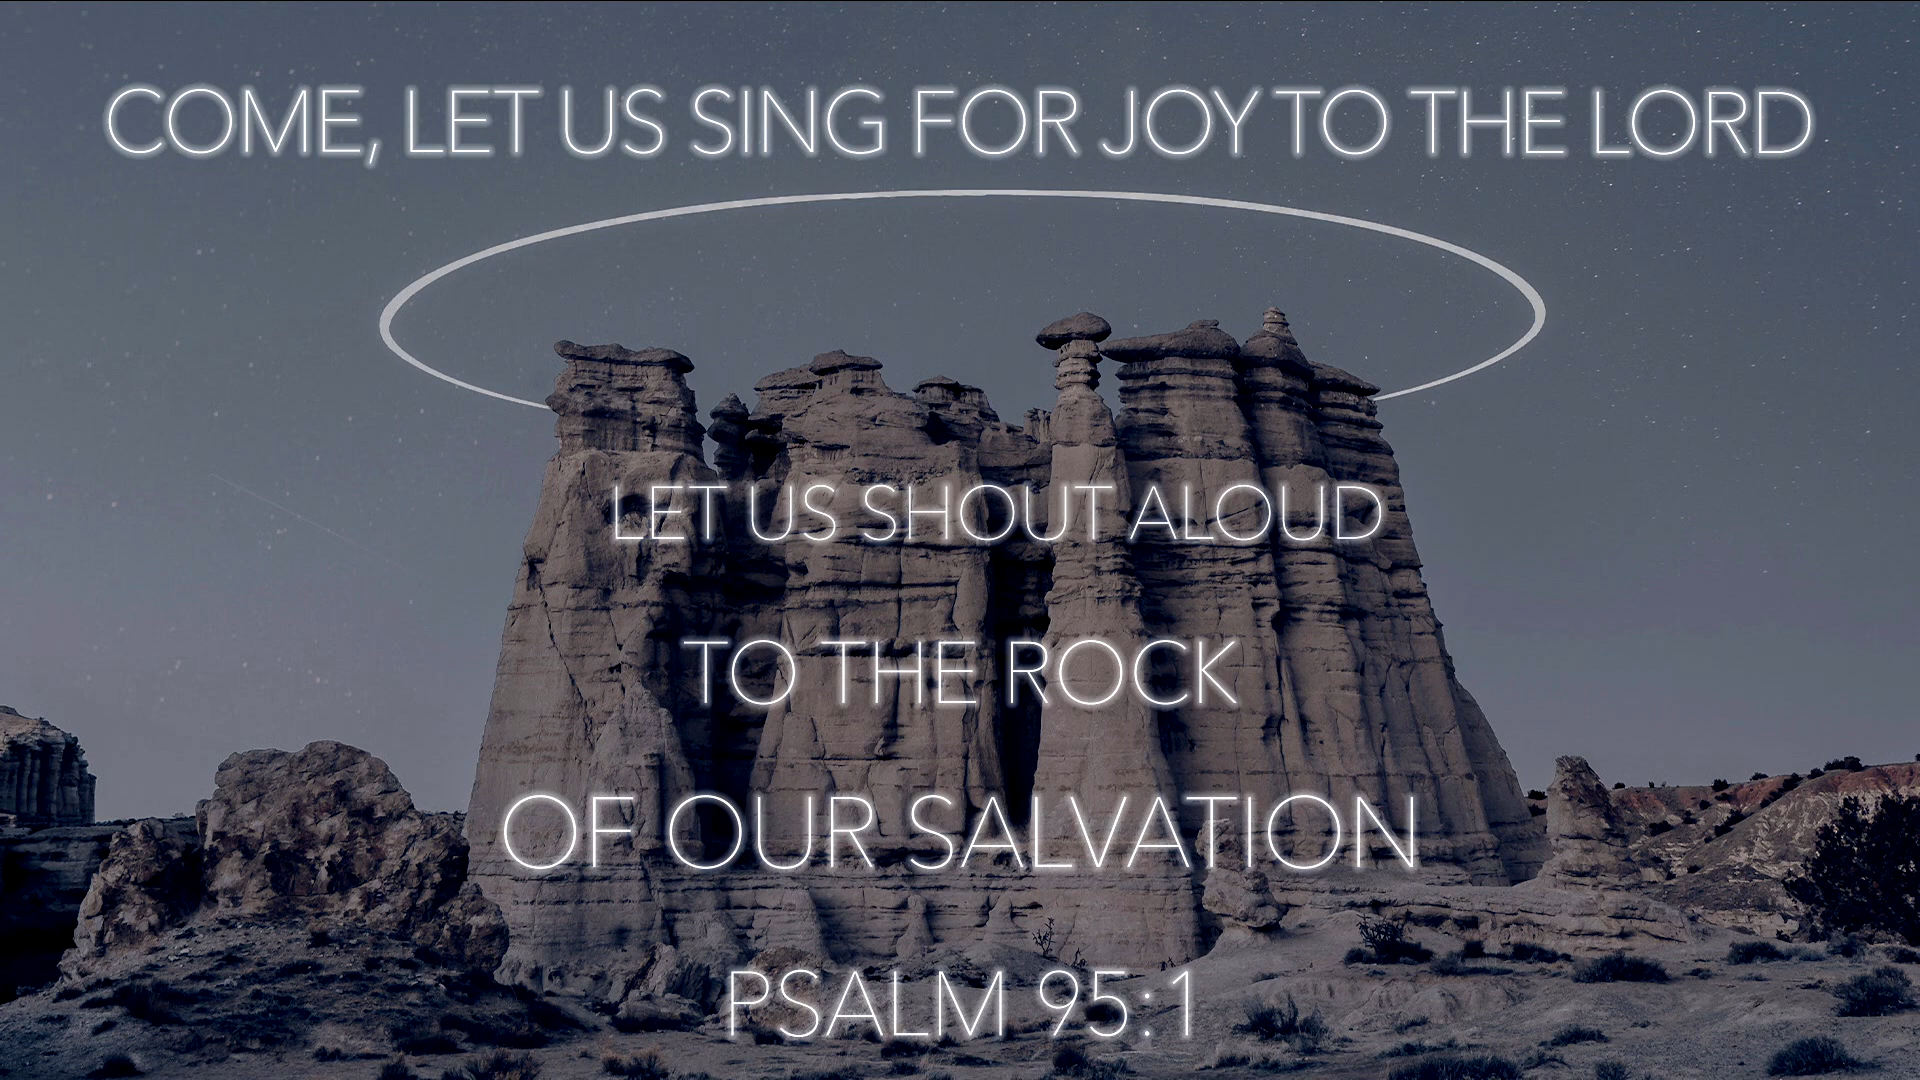 COME, LET US SING FOR JOY TO THE LORD
LET US SHOUT ALOUD
TO THE ROCK
OF OUR SALVATION
PSALM 95:1